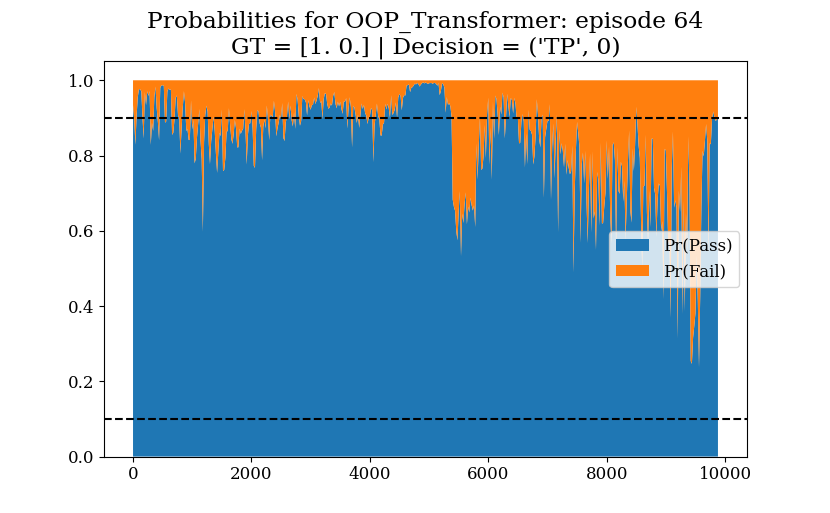 Probabilities for OOP_Transformer: episode 64
GT = [1. 0.] | Decision = ('TP', 0)
1.0
0.8
0.6
0.4
0.2
0.0
Pr(Pass)
Pr(Fail)
0 2000 4000 6000 8000 10000